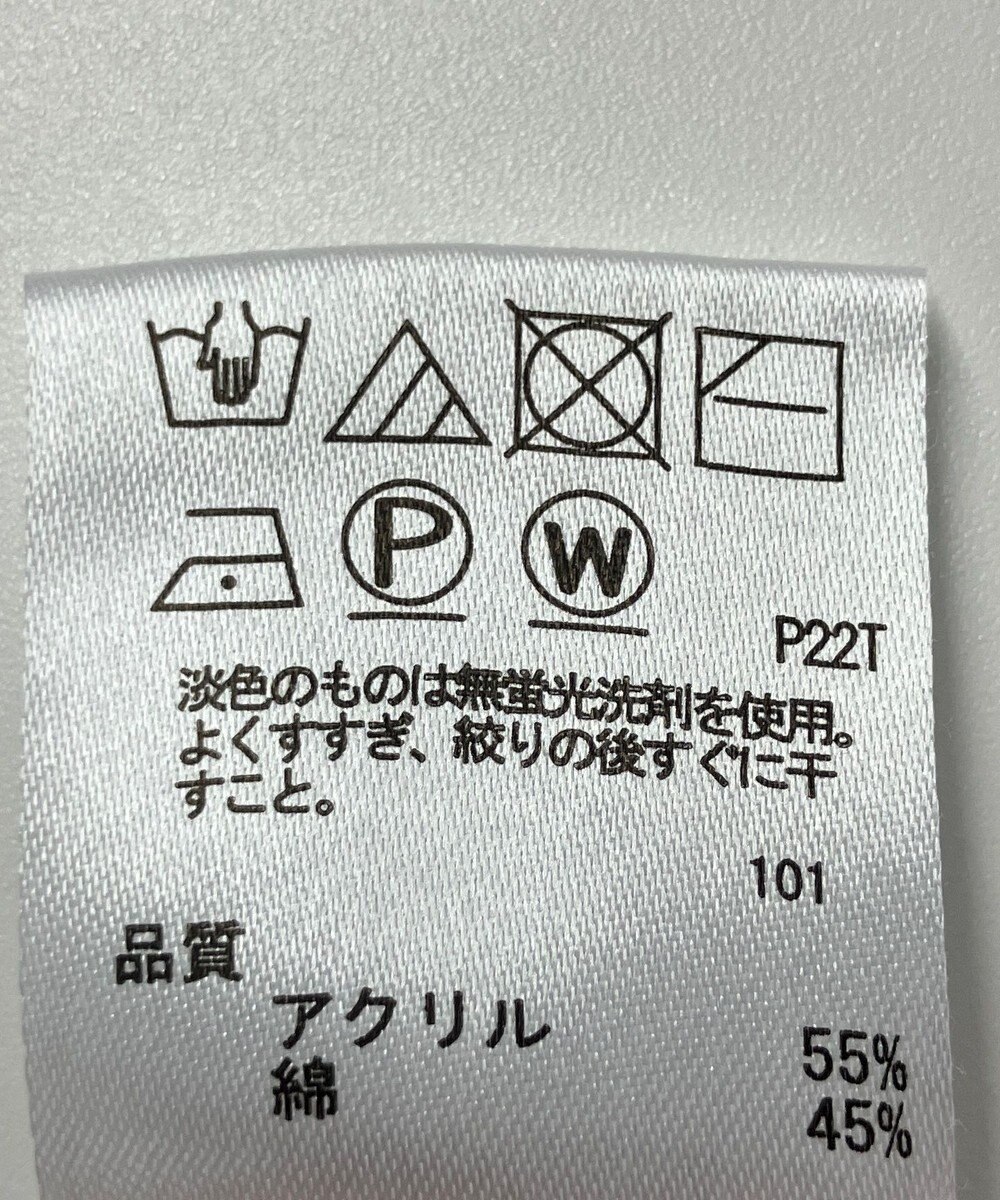 P
W
P22T
淡色のものは無蛍光洗剤を使用。
よくすすぎ、絞りの後すぐに干
すこと。
101
品質
アクリル 55%
綿 45%